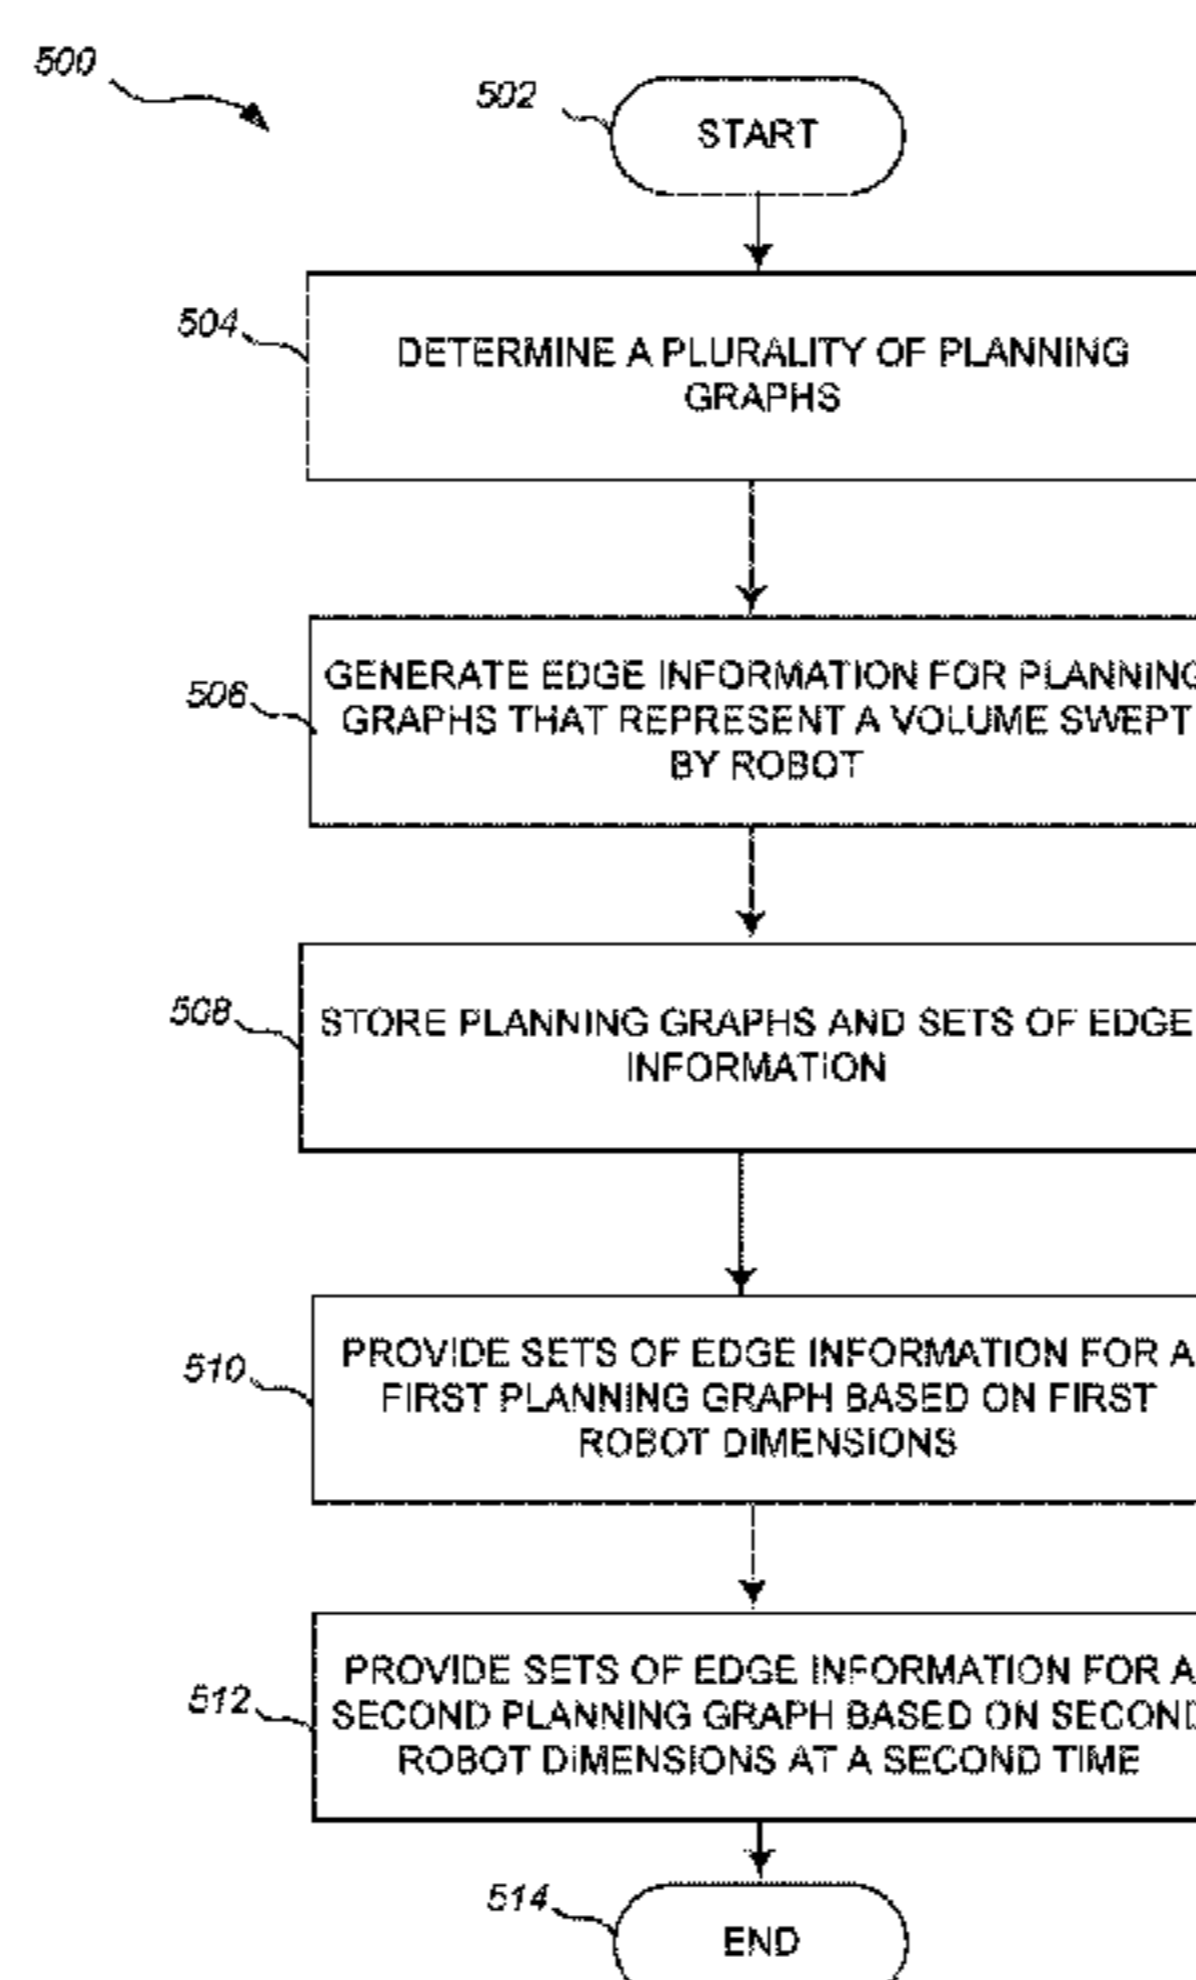 500
502
START
504
DETERMINE A PLURALITY OF PLANNING
GRAPHS
506
GENERATE EDGE INFORMATION FOR PLANNING
GRAPHS THAT REPRESENT A VOLUME SWEPT
BY ROBOT
508
STORE PLANNING GRAPHS AND SETS OF EDGE
INFORMATION
510
PROVIDE SETS OF EDGE INFORMATION FOR A
FIRST PLANNING GRAPH BASED ON FIRST
ROBOT DIMENSIONS
512
PROVIDE SETS OF EDGE INFORMATION FOR A
SECOND PLANNING GRAPH BASED ON SECOND
ROBOT DIMENSIONS AT A SECOND TIME
514
END